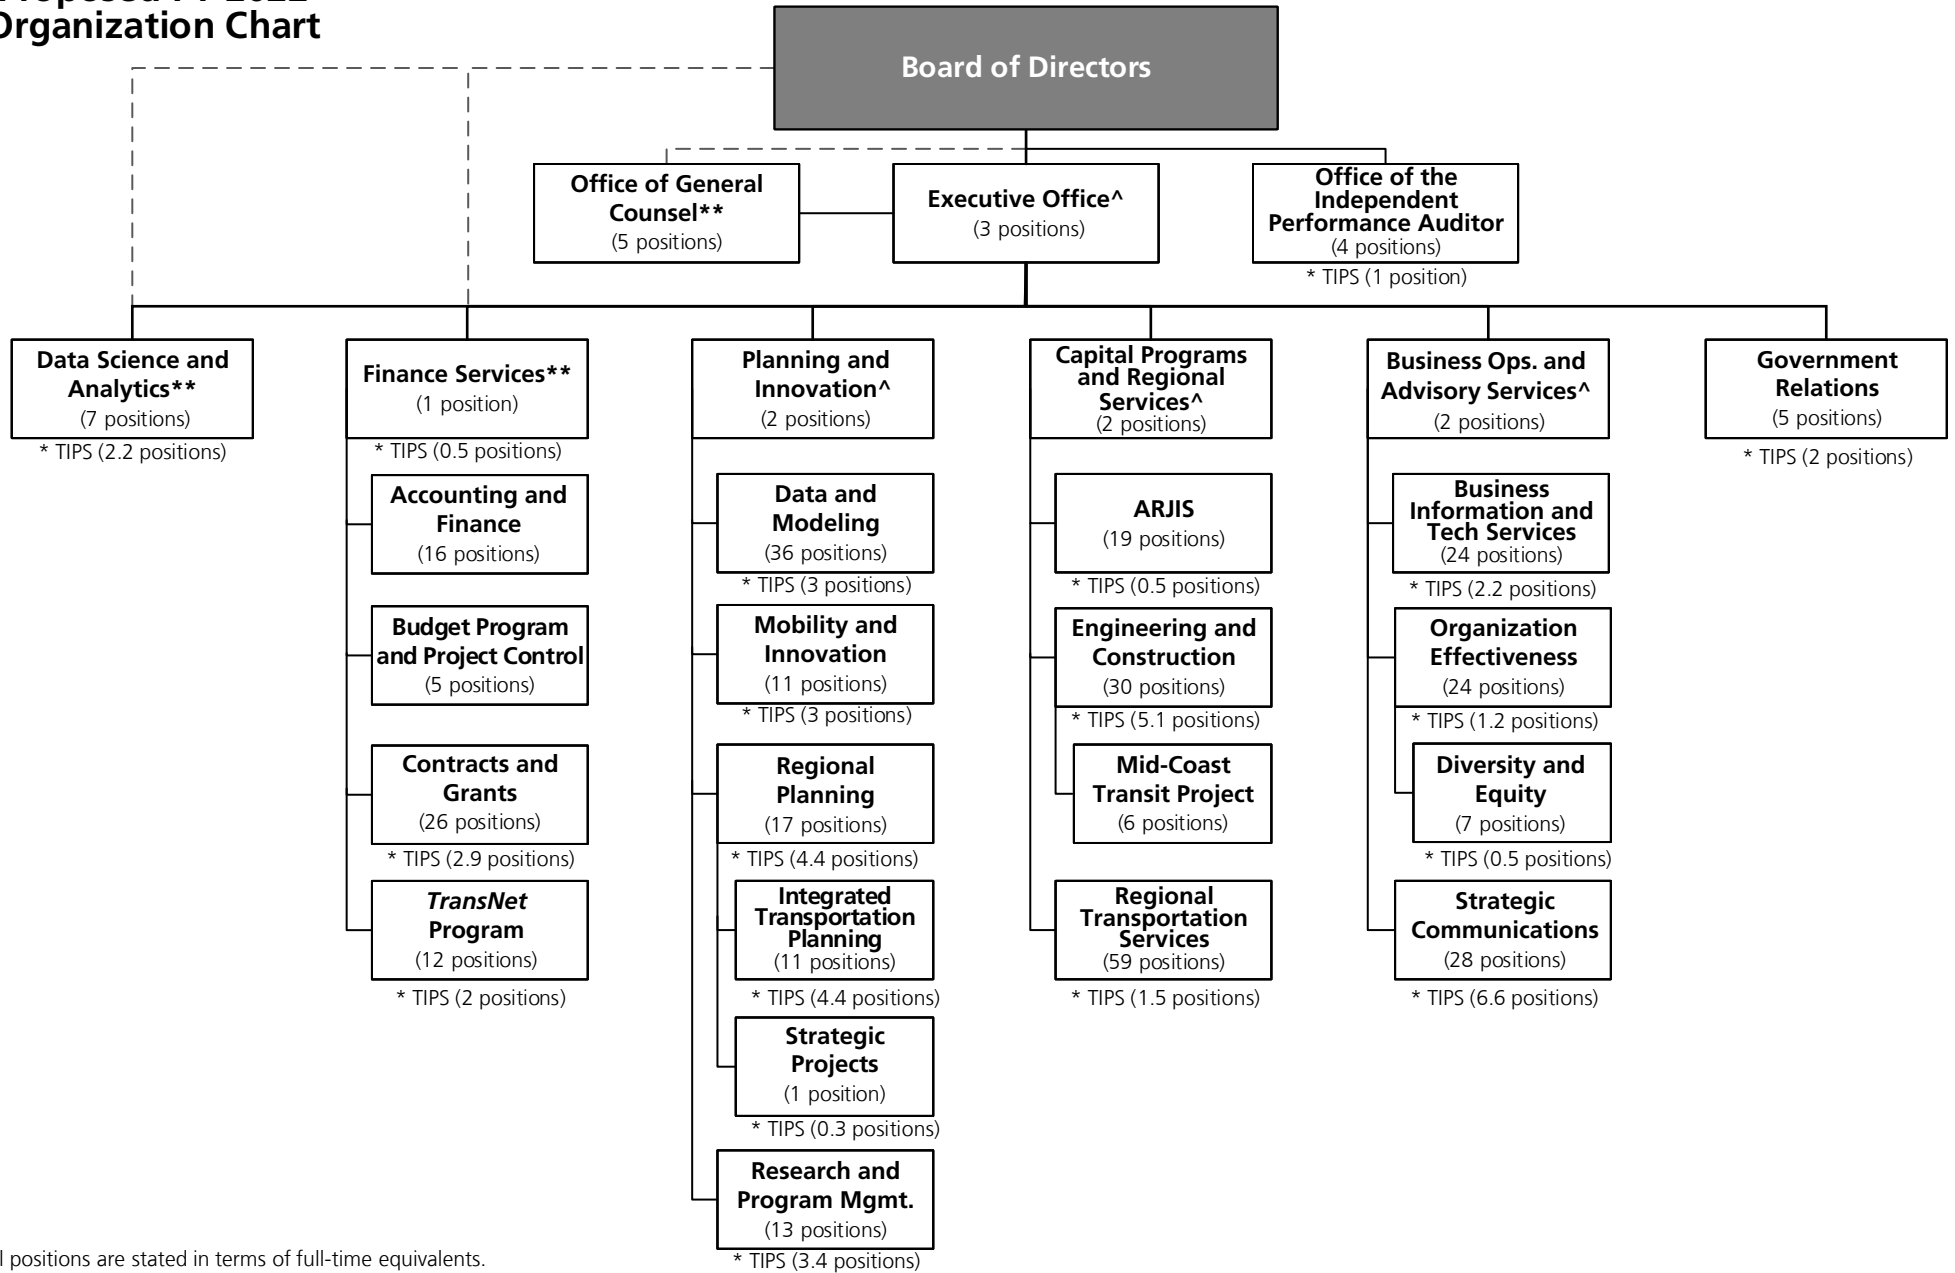 Organization Chart
Board of Directors
Office of General
Counsel**
(5 positions)
Executive Office^
(3 positions)
Office of the
Independent
Performance Auditor
(4 positions)
* TIPS (1 position)
Data Science and
Analytics**
(7 positions)
* TIPS (2.2 positions)
Finance Services**
(1 position)
* TIPS (0.5 positions)
Accounting and
Finance
(16 positions)
Budget Program
and Project Control
(5 positions)
Contracts and
Grants
(26 positions)
* TIPS (2.9 positions)
TransNet
Program
(12 positions)
* TIPS (2 positions)
Planning and
Innovation^
(2 positions)
Data and
Modeling
(36 positions)
* TIPS (3 positions)
Mobility and
Innovation
(11 positions)
* TIPS (3 positions)
Regional
Planning
(17 positions)
* TIPS (4.4 positions)
Integrated
Transportation
Planning
(11 positions)
* TIPS (4.4 positions)
Strategic
Projects
(1 position)
* TIPS (0.3 positions)
Research and
Program Mgmt.
(13 positions)
* TIPS (3.4 positions)
Capital Programs
and Regional
Services^
(2 positions)
ARJIS
(19 positions)
* TIPS (0.5 positions)
Engineering and
Construction
(30 positions)
* TIPS (5.1 positions)
Mid-Coast
Transit Project
(6 positions)
Regional
Transportation
Services
(59 positions)
* TIPS (1.5 positions)
Business Ops. and
Advisory Services^
(2 positions)
Business
Information and
Tech Services
(24 positions)
* TIPS (2.2 positions)
Organization
Effectiveness
(24 positions)
* TIPS (1.2 positions)
Diversity and
Equity
(7 positions)
* TIPS (0.5 positions)
Strategic
Communications
(28 positions)
* TIPS (6.6 positions)
Government
Relations
(5 positions)
* TIPS (2 positions)
positions are stated in terms of full-time equivalents.